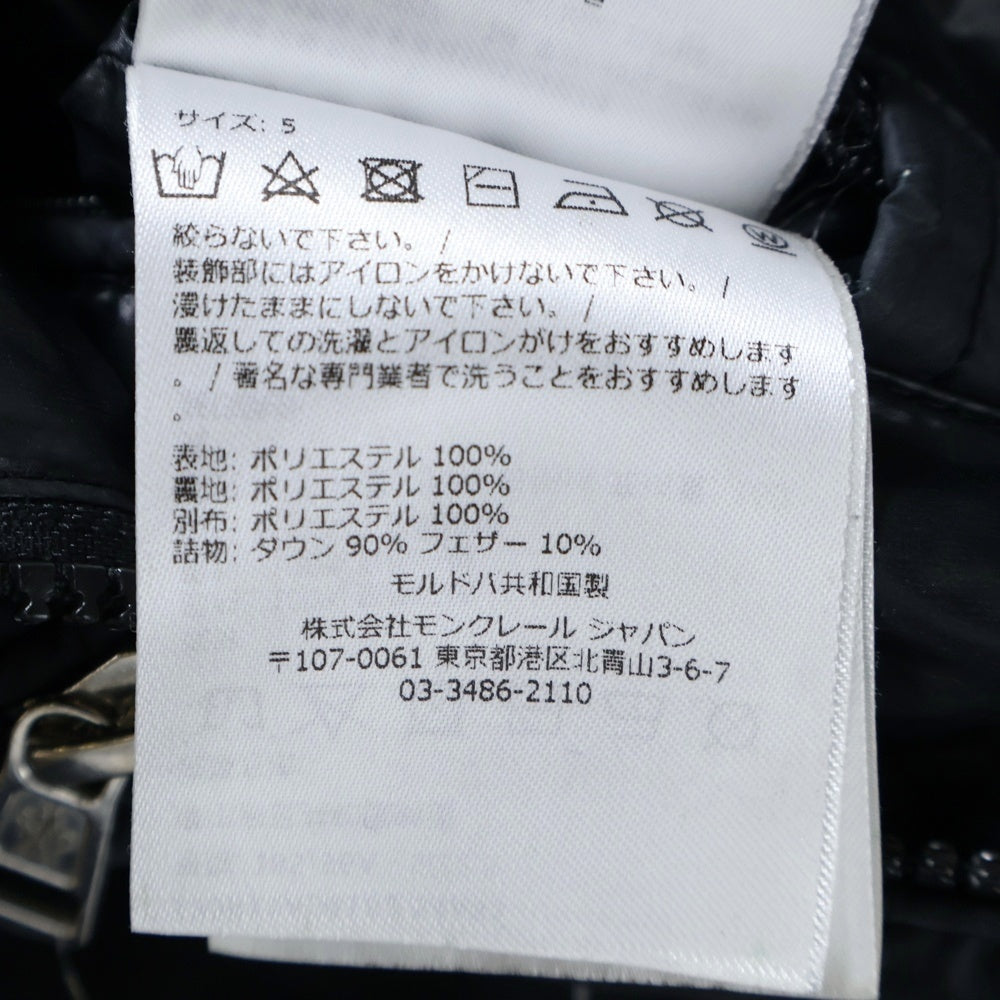 サイズ: 5
絞らないで下さい。 /
装飾部にはアイロンをかけないで下さい。 /
浸けたままにしないで下さい。 /
裏返しての洗濯とアイロンがけをおすすめします
。 / 著名な専門業者で洗うことをおすすめします
。
表地: ポリエステル 100%
裏地: ポリエステル 100%
別布: ポリエステル 100%
詰物: ダウン 90% フェザー 10%
モルドバ共和国製
株式会社モンクレール ジャパン
〒107-0061 東京都港区北青山3-6-7
03-3486-2110